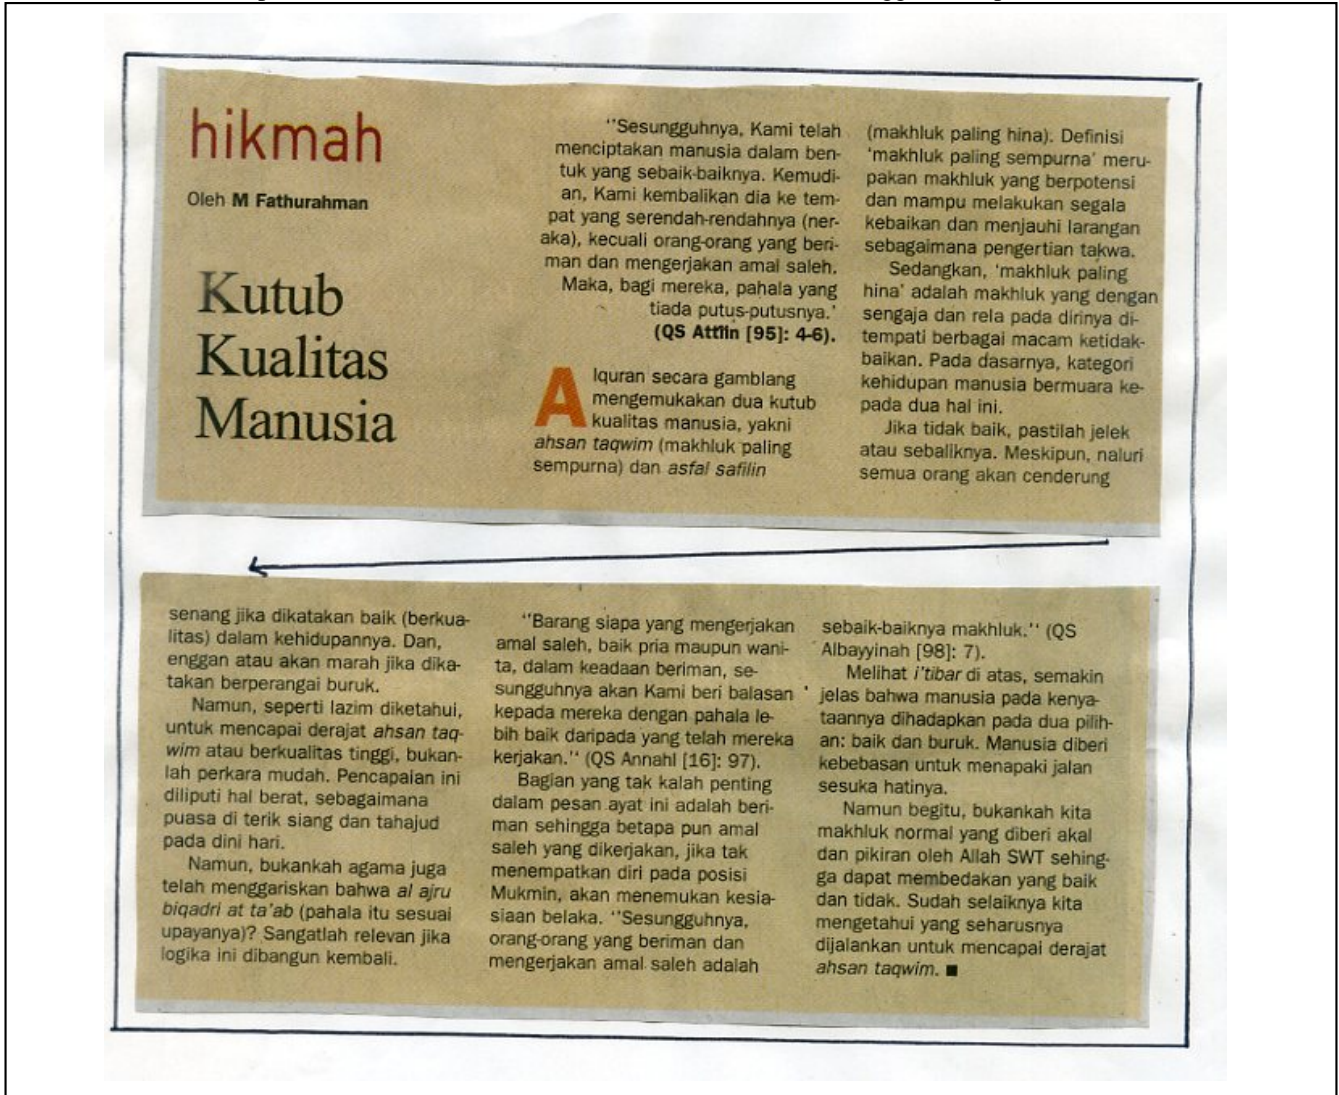 hikmah
Oleh M Fathurahman
Kutub
Kualitas
Manusia
‘‘Sesungguhnya, Kami telah
menciptakan manusia dalam ben-
tuk yang sebaik-baiknya. Kemudi-
an, Kami kembalikan dia ke tem-
pat yang serendah-rendahnya (ner-
aka), kecuali orang-orang yang beri-
man dan mengerjakan amal saleh.
Maka, bagi mereka, pahala yang
tiada putus-putusnya.’
(QS Attiin [95]: 4-6).
Alquran secara gamblang
mengemukakan dua kutub
kualitas manusia, yakni
ahsan taqwim (makhluk paling
sempurna) dan asfal safilin
(makhluk paling hina). Definisi
‘makhluk paling sempurna’ meru-
pakan makhluk yang berpotensi
dan mampu melakukan segala
kebaikan dan menjauhi larangan
sebagaimana pengertian takwa.
Sedangkan, ‘makhluk paling
hina’ adalah makhluk yang dengan
sengaja dan rela pada dirinya di-
tempati berbagai macam ketidak-
baikan. Pada dasarnya, kategori
kehidupan manusia bermuara ke-
pada dua hal ini.
Jika tidak baik, pastilah jelek
atau sebaliknya. Meskipun, naluri
semua orang akan cenderung
senang jika dikatakan baik (berkua-
litas) dalam kehidupannya. Dan,
enggan atau akan marah jika dika-
takan berperangai buruk.
Namun, seperti lazim diketahui,
untuk mencapai derajat ahsan taq-
wim atau berkualitas tinggi, bukan-
lah perkara mudah. Pencapaian ini
diliputi hal berat, sebagaimana
puasa di terik siang dan tahajud
pada dini hari.
Namun, bukankah agama juga
telah menggariskan bahwa al ajru
biqadri at ta’ab (pahala itu sesuai
upayanya)? Sangatlah relevan jika
logika ini dibangun kembali.
‘‘Barang siapa yang mengerjakan
amal saleh, baik pria maupun wani-
ta, dalam keadaan beriman, se-
sungguhnya akan Kami beri balasan
kepada mereka dengan pahala le-
bih baik daripada yang telah mereka
kerjakan.‘‘ (QS Annahl [16]: 97).
Bagian yang tak kalah penting
dalam pesan ayat ini adalah beri-
man sehingga betapa pun amal
saleh yang dikerjakan, jika tak
menempatkan diri pada posisi
Mukmin, akan menemukan kesia-
siaan belaka. ‘‘Sesungguhnya,
orang-orang yang beriman dan
mengerjakan amal saleh adalah
sebaik-baiknya makhluk.‘‘ (QS
Albayyinah [98]: 7).
Melihat i’tibar di atas, semakin
jelas bahwa manusia pada kenya-
taannya dihadapkan pada dua pilih-
an: baik dan buruk. Manusia diberi
kebebasan untuk menapaki jalan
sesuka hatinya.
Namun begitu, bukankah kita
makhluk normal yang diberi akal
dan pikiran oleh Allah SWT sehing-
ga dapat membedakan yang baik
dan tidak. Sudah selaiknya kita
mengetahui yang seharusnya
dijalankan untuk mencapai derajat
ahsan taqwim. ■